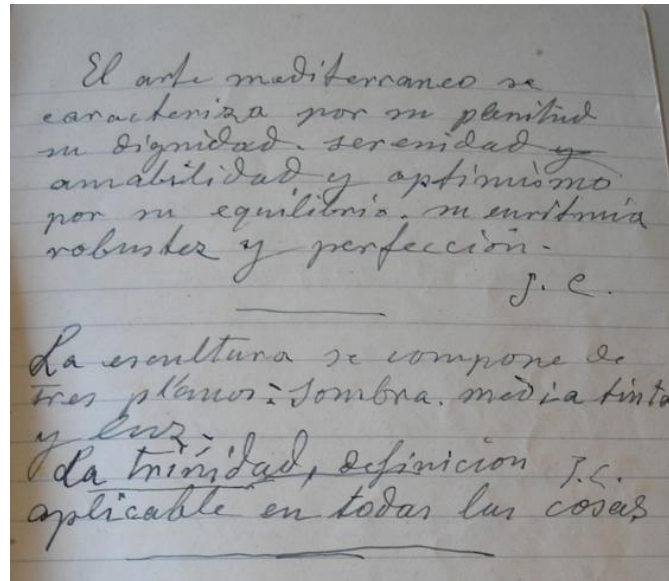 El arte mediterraneo se
caracteriza por su plenitud
su dignidad. serenidad y
amabilidad y optimismo
por su equilibrio. su euritmia
robustez y perfección.
J. C.
La escultura se compone de
tres planos: Sombra. media tinta
y luz.
La trinidad, definicion J.C.
aplicable en todas las cosas